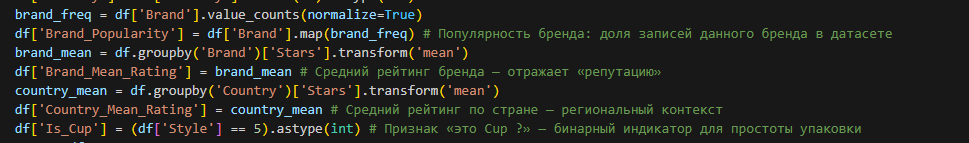 brand_freq = df['Brand'].value_counts(normalize=True)
df['Brand_Popularity'] = df['Brand'].map(brand_freq) # Популярность бренда: доля записей данного бренда в датасете
brand_mean = df.groupby('Brand')['Stars'].transform('mean')
df['Brand_Mean_Rating'] = brand_mean # Средний рейтинг бренда — отражает «репутацию»
country_mean = df.groupby('Country')['Stars'].transform('mean')
df['Country_Mean_Rating'] = country_mean # Средний рейтинг по стране — региональный контекст
df['Is_Cup'] = (df['Style'] == 5).astype(int) # Признак «это Cup ?» — бинарный индикатор для простоты упаковки